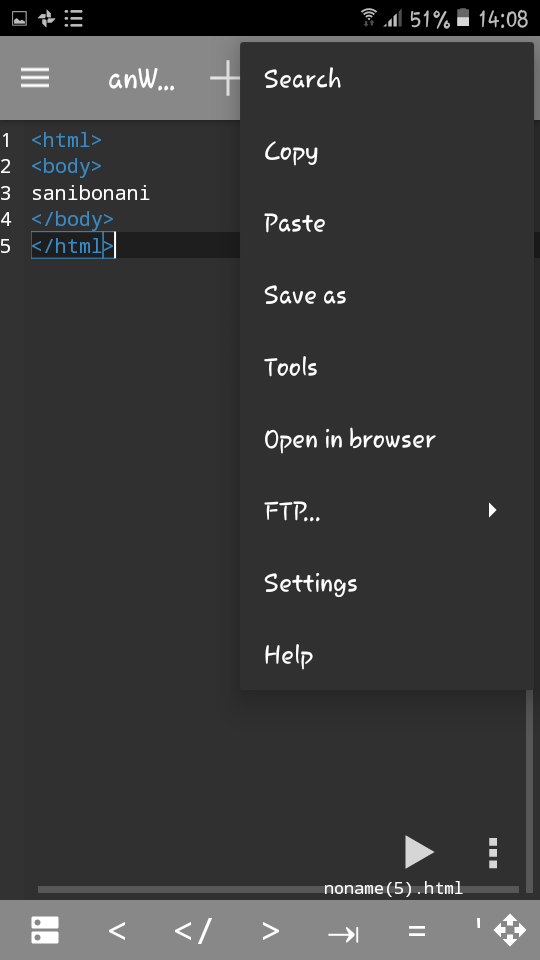 51% 14:08
anW...
Search
Copy
Paste
Save as
Tools
Open in browser
FTP...
Settings
Help
1 <html>
2 <body>
3 sanibonani
4 </body>
5 </html>
noname(5).html
< </ > = '